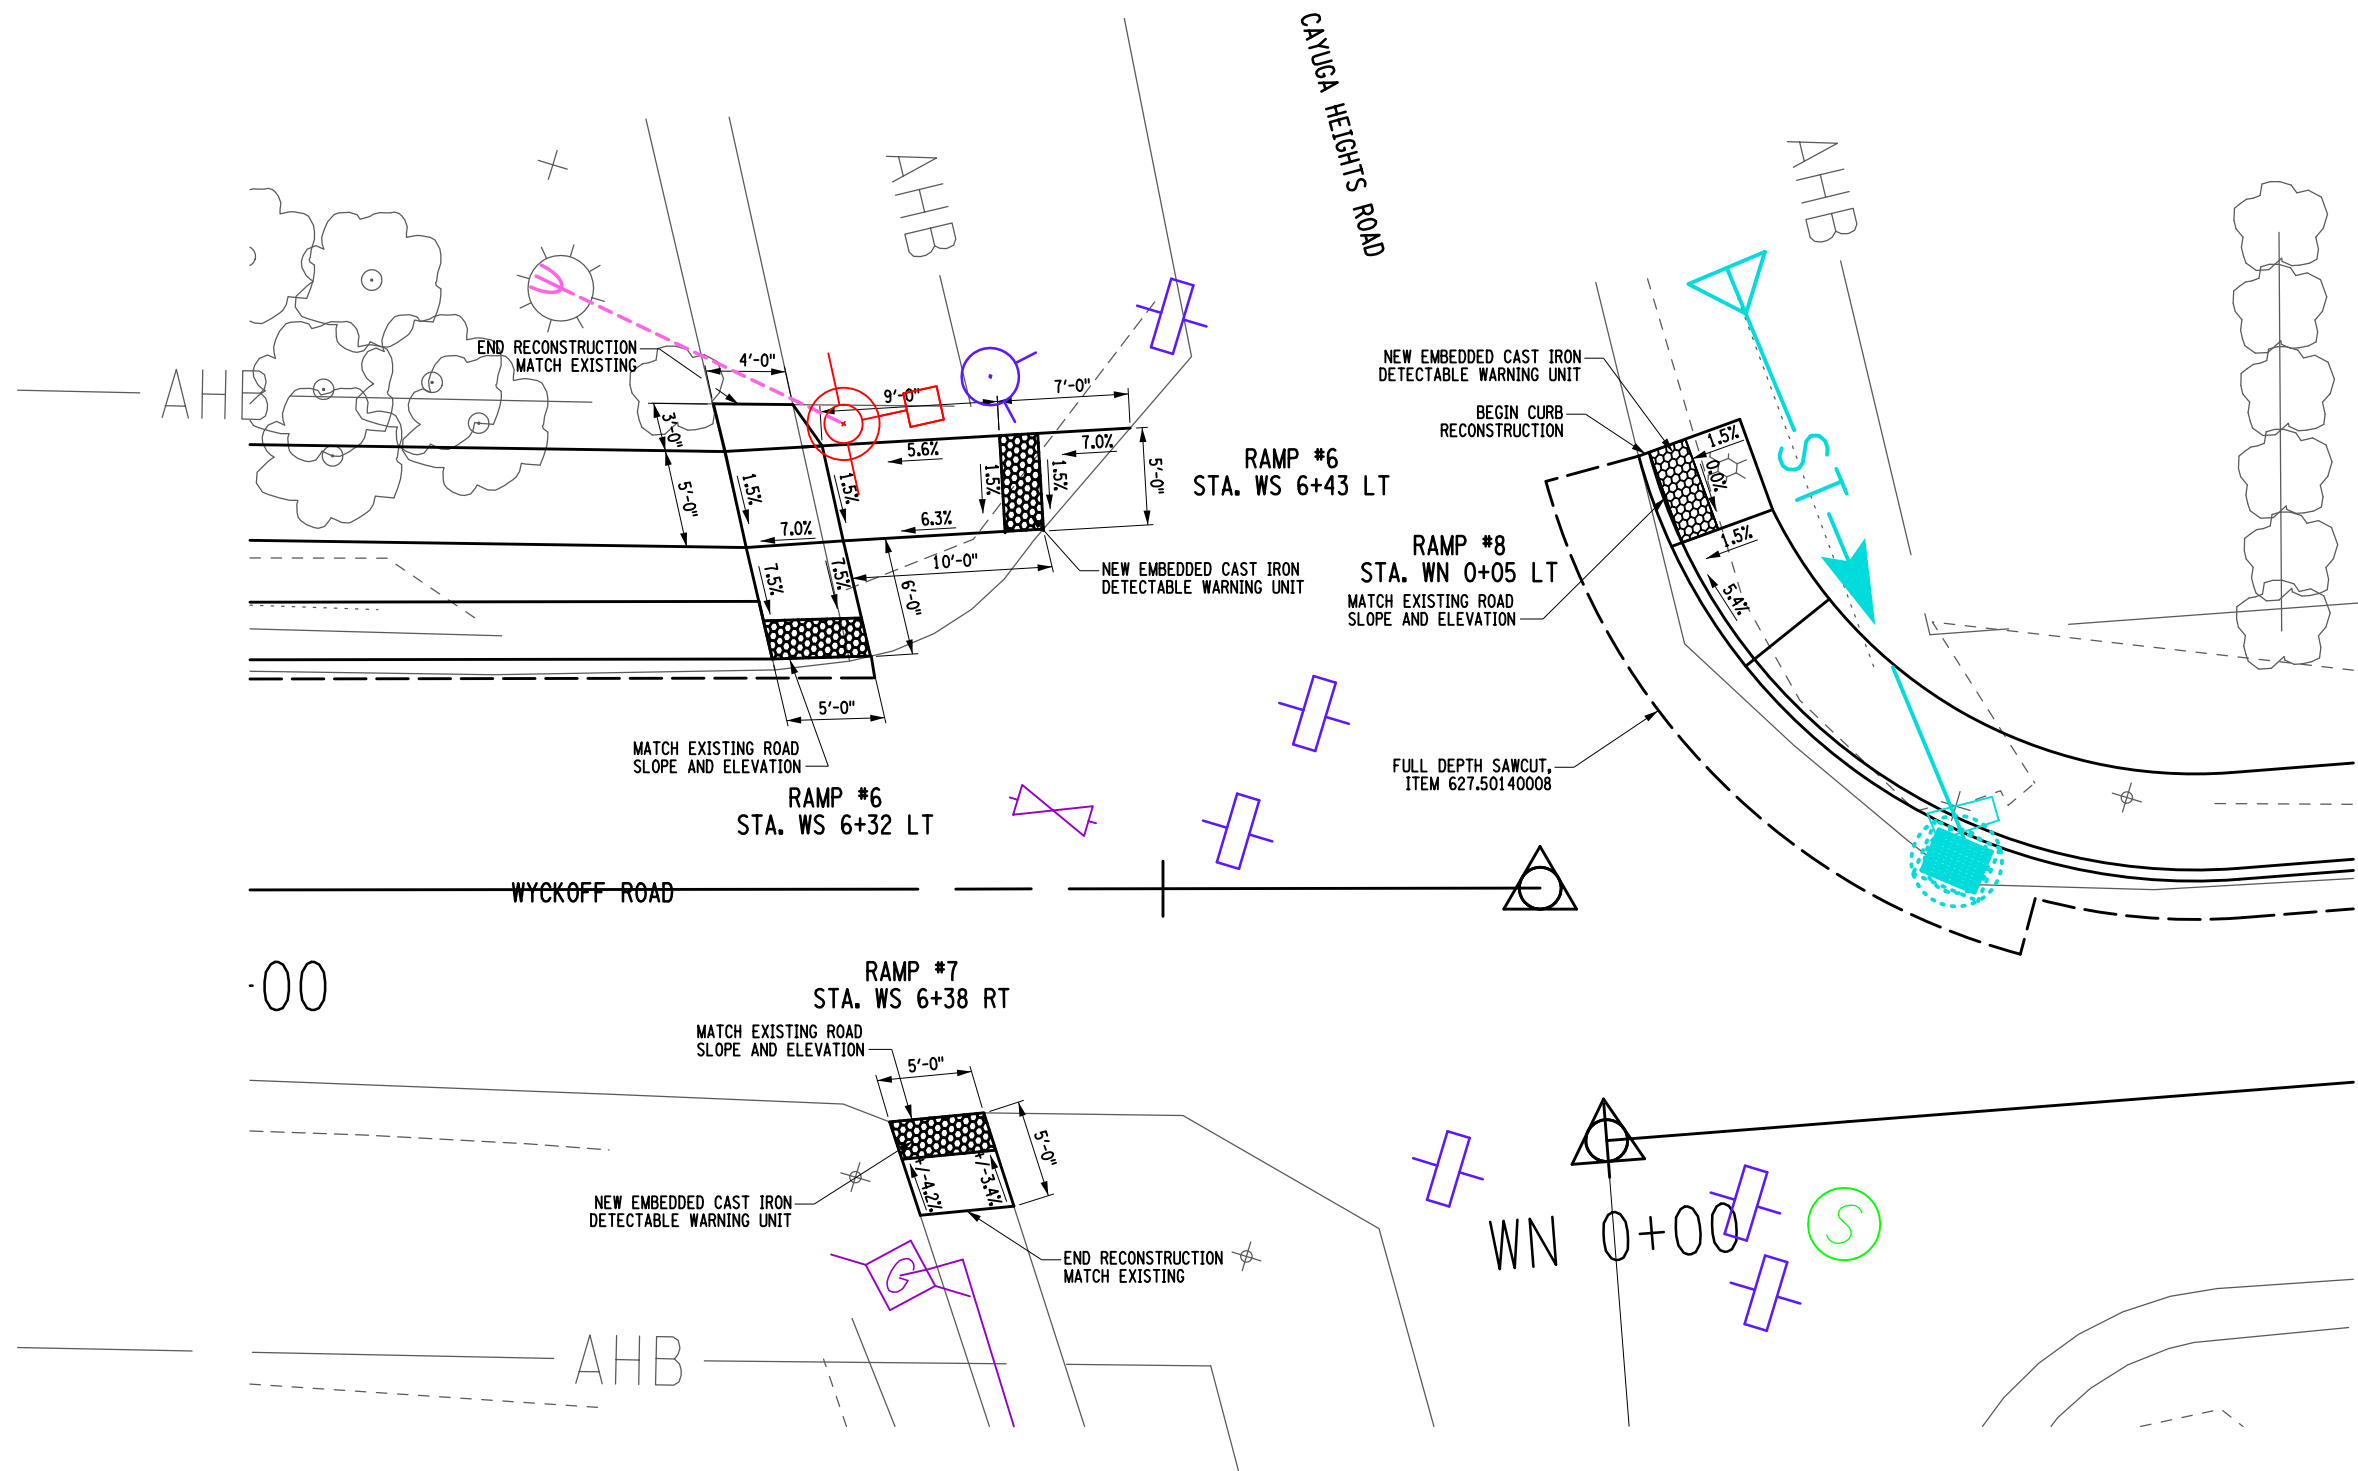 CAYUGA HEIGHTS ROAD
AHB
AHB
AHB
END RECONSTRUCTION
MATCH EXISTING
4'-0"
9'-0"
7'-0"
3'-0"
5'-0"
1.5%
1.5%
5.6%
7.0%
1.5%
1.5%
5'-0"
7.0%
6.3%
7.5%
7.5%
10'-0"
6'-0"
NEW EMBEDDED CAST IRON
DETECTABLE WARNING UNIT
5'-0"
MATCH EXISTING ROAD
SLOPE AND ELEVATION
RAMP #6
STA. WS 6+43 LT
RAMP #6
STA. WS 6+32 LT
NEW EMBEDDED CAST IRON
DETECTABLE WARNING UNIT
BEGIN CURB
RECONSTRUCTION
1.5%
0.0%
1.5%
5.4%
ST
RAMP #8
STA. WN 0+05 LT
MATCH EXISTING ROAD
SLOPE AND ELEVATION
FULL DEPTH SAWCUT,
ITEM 627.50140008
WYCKOFF ROAD
00
RAMP #7
STA. WS 6+38 RT
MATCH EXISTING ROAD
SLOPE AND ELEVATION
5'-0"
5'-0"
+/-4.2%
+/-3.4%
NEW EMBEDDED CAST IRON
DETECTABLE WARNING UNIT
END RECONSTRUCTION
MATCH EXISTING
G
WN 0+00
S
AHB